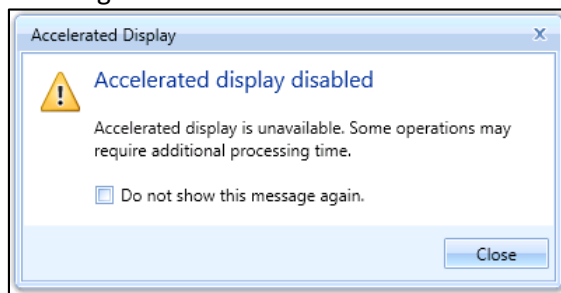 Accelerated Display
Accelerated display disabled
Accelerated display is unavailable. Some operations may
require additional processing time.
Do not show this message again.
Close